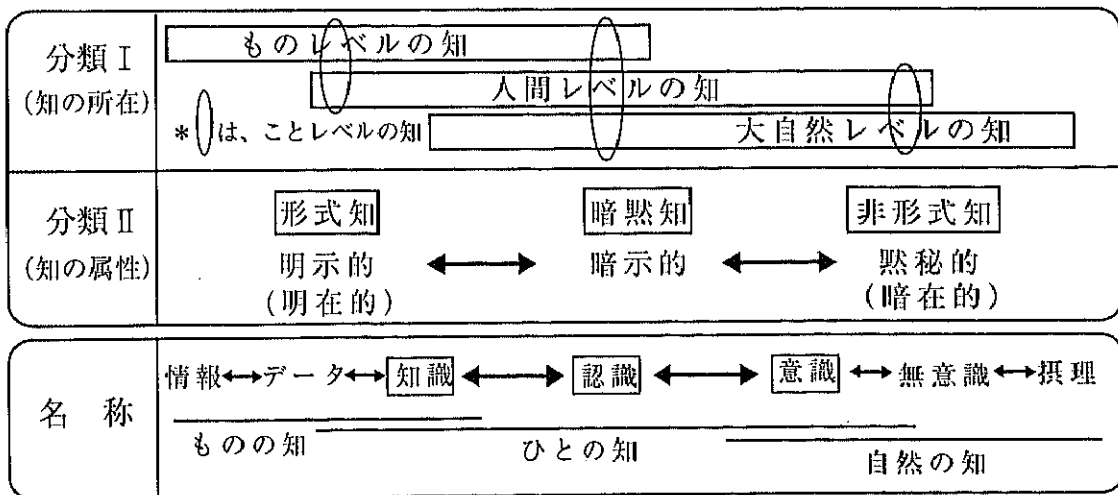 分類Ⅰ
(知の所在)
ものレベルの知
人間レベルの知
*は、ことレベルの知
大自然レベルの知
分類Ⅱ
(知の属性)
形式知
暗黙知
非形式知
明示的 ⟷ 暗示的 ⟷ 黙秘的
(明在的)
(暗在的)
名 称
情報↔データ↔知識⟷認識⟷意識↔無意識↔摂理
ものの知
ひとの知
自然の知